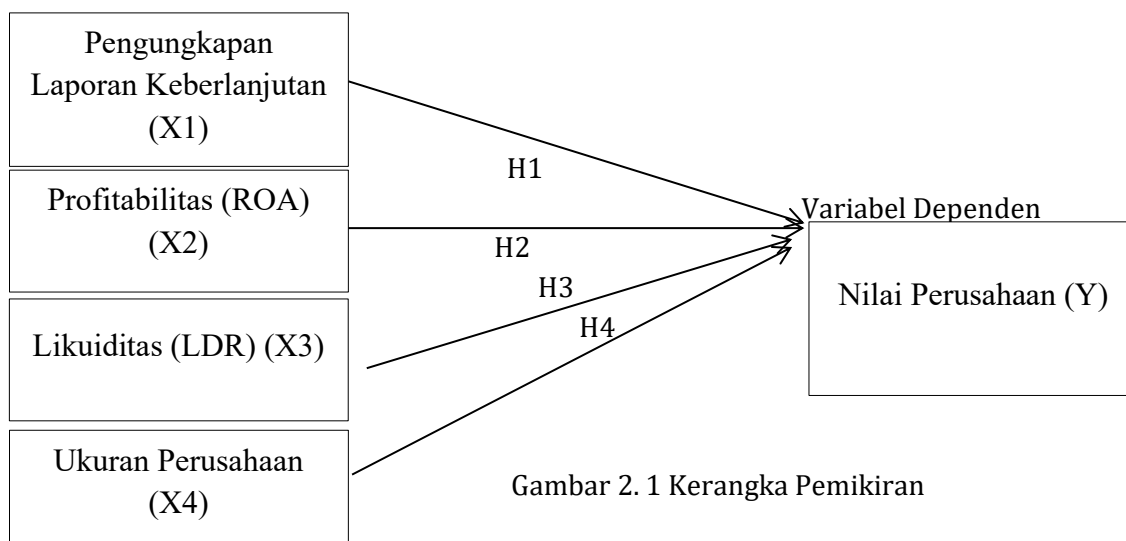 Pengungkapan
Laporan Keberlanjutan
(X1)
H1
Profitabilitas (ROA)
(X2)
H2
Variabel Dependen
Nilai Perusahaan (Y)
H3
H4
Likuiditas (LDR) (X3)
Ukuran Perusahaan
(X4)
Gambar 2. 1 Kerangka Pemikiran